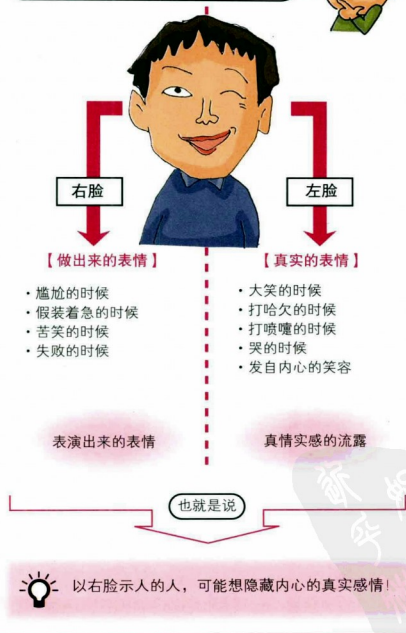 右脸
左脸
【做出来的表情】
・尴尬的时候
・假装着急的时候
・苦笑的时候
・失败的时候
【真实的表情】
・大笑的时候
・打哈欠的时候
・打喷嚏的时候
・哭的时候
・发自内心的笑容
表演出来的表情
真情实感的流露
也就是说
以右脸示人的人，可能想隐藏内心的真实感情！